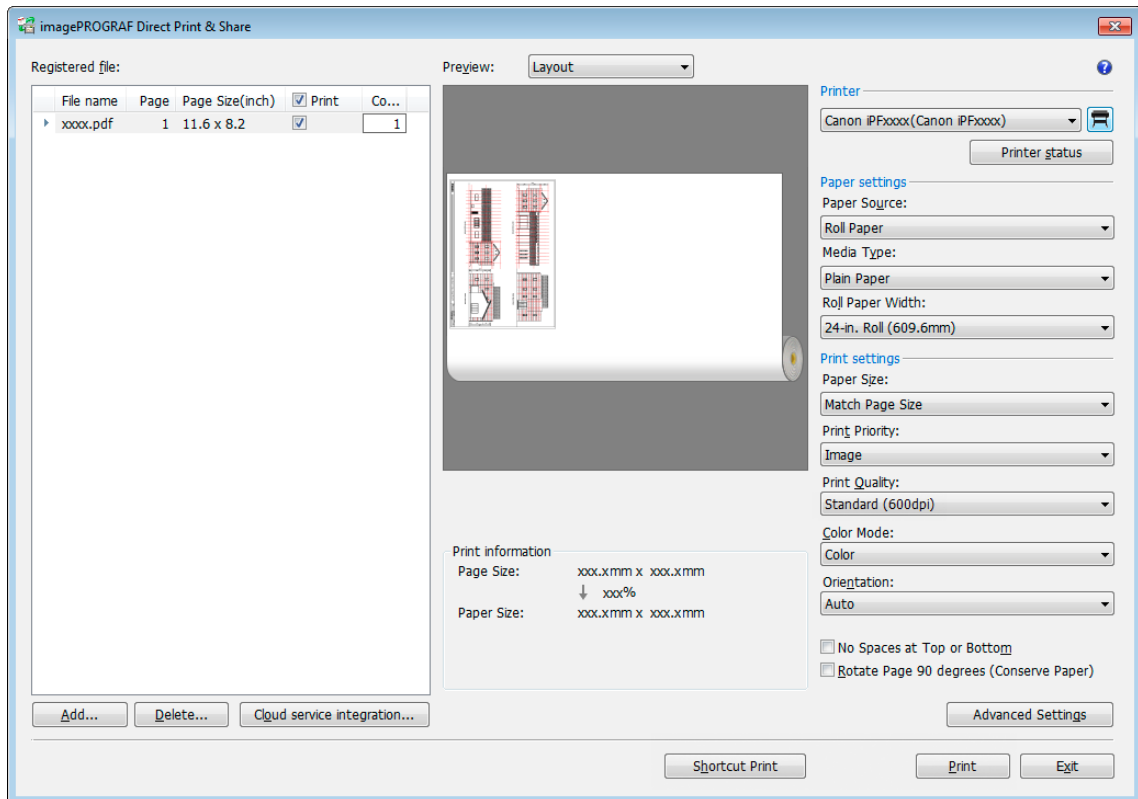 imagePROGRAF Direct Print & Share
Registered file:
File name Page Page Size(inch) Print Co...
xxxx.pdf 1 11.6 x 8.2 1
Add... Delete... Cloud service integration...
Preview: Layout
Print information
Page Size: xxx.xmm x xxx.xmm
xxx%
Paper Size: xxx.xmm x xxx.xmm
Printer
Canon iPFxxxx(Canon iPFxxxx)
Printer status
Paper settings
Paper Source:
Roll Paper
Media Type:
Plain Paper
Roll Paper Width:
24-in. Roll (609.6mm)
Print settings
Paper Size:
Match Page Size
Print Priority:
Image
Print Quality:
Standard (600dpi)
Color Mode:
Color
Orientation:
Auto
No Spaces at Top or Bottom
Rotate Page 90 degrees (Conserve Paper)
Advanced Settings
Shortcut Print Print Exit